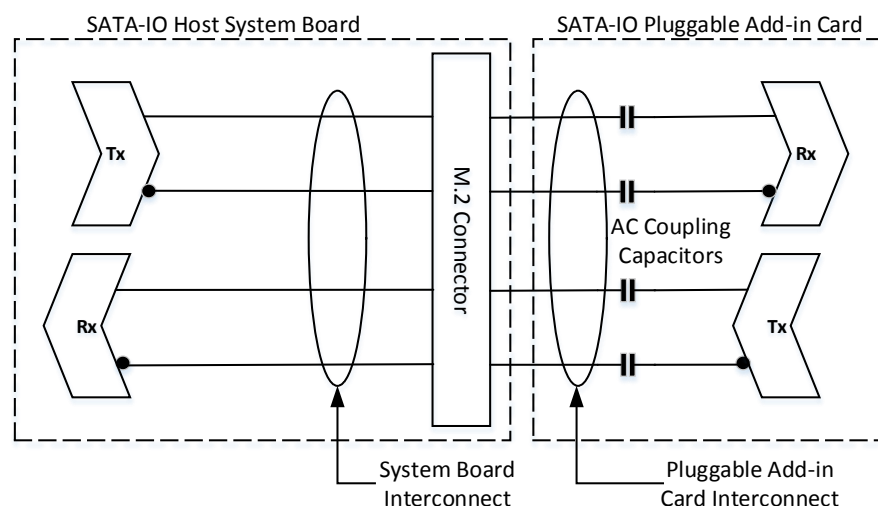 SATA-IO Host System Board
SATA-IO Pluggable Add-in Card
Tx
Rx
M.2 Connector
AC Coupling
Capacitors
Rx
Tx
System Board
Interconnect
Pluggable Add-in
Card Interconnect